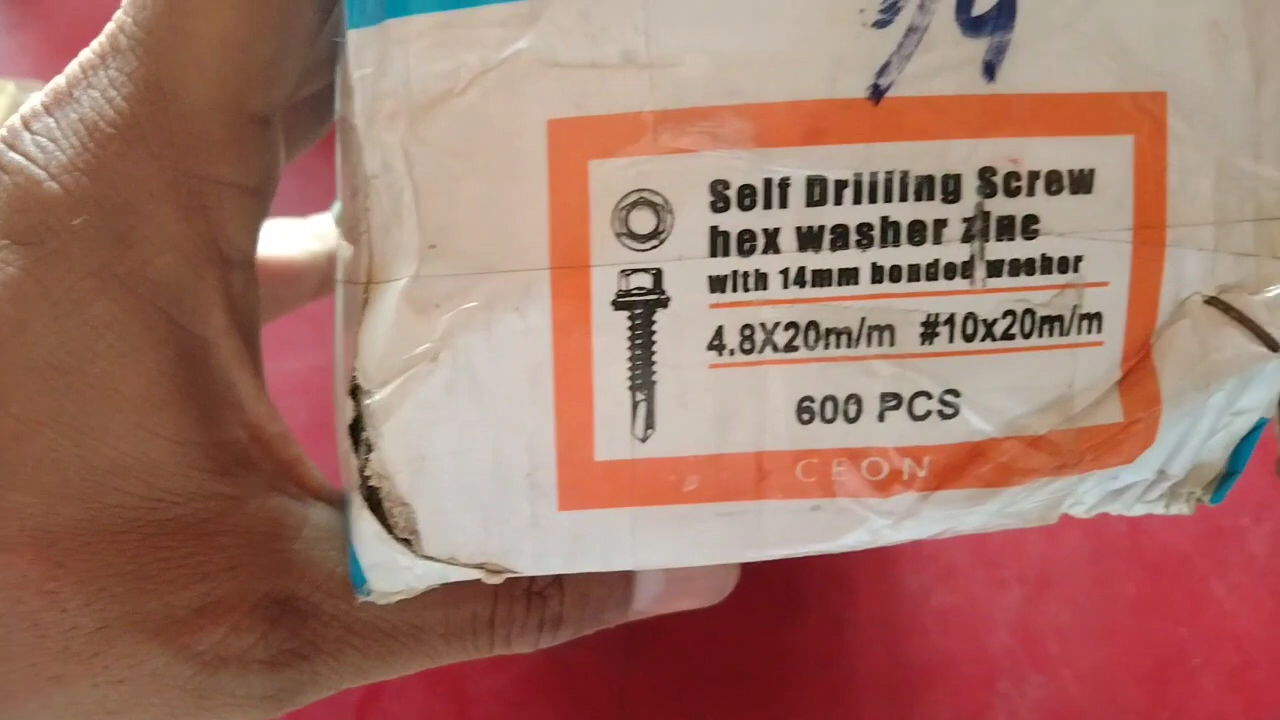 Self Drilling Screw
hex washer zinc
with 14mm bonded washer
4.8X20m/m #10x20m/m
600 PCS
CEON